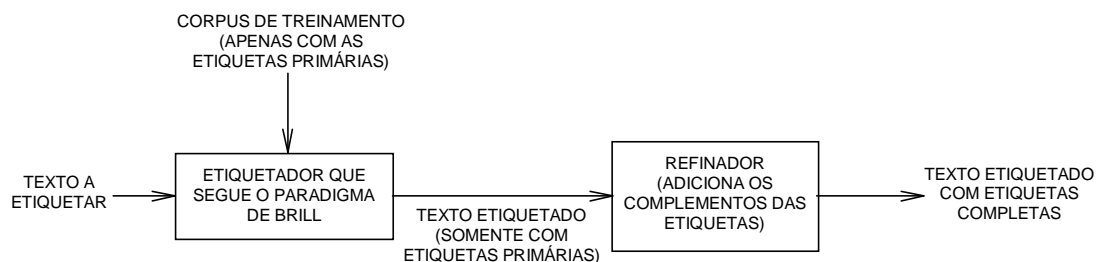 CORPUS DE TREINAMENTO
(APENAS COM AS
ETIQUETAS PRIMÁRIAS)
TEXTO A
ETIQUETAR
ETIQUETADOR QUE
SEGUE O PARADIGMA
DE BRILL
TEXTO ETIQUETADO
(SOMENTE COM
ETIQUETAS PRIMÁRIAS)
REFINADOR
(ADICIONA OS
COMPLEMENTOS DAS
ETIQUETAS)
TEXTO ETIQUETADO
COM ETIQUETAS
COMPLETAS